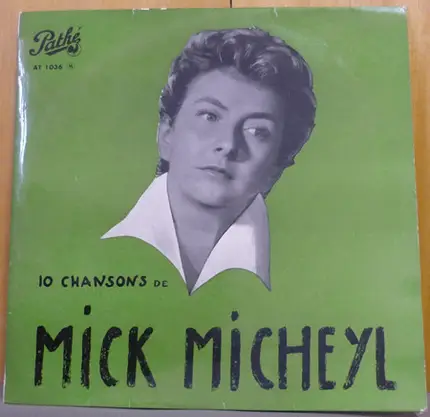 Pathé
AT 1036
10 CHANSONS DE
MiCK MiCHEYL